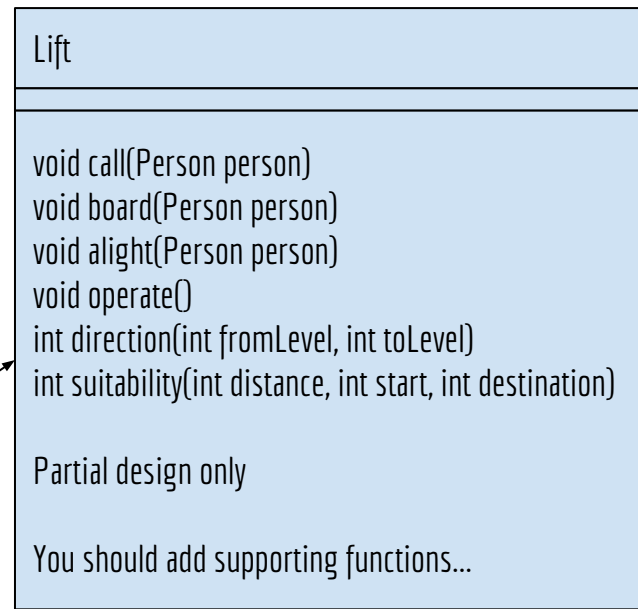 Lift
void call(Person person)
void board(Person person)
void alight(Person person)
void operate()
int direction(int fromLevel, int toLevel)
int suitability(int distance, int start, int destination)
Partial design only
You should add supporting functions...